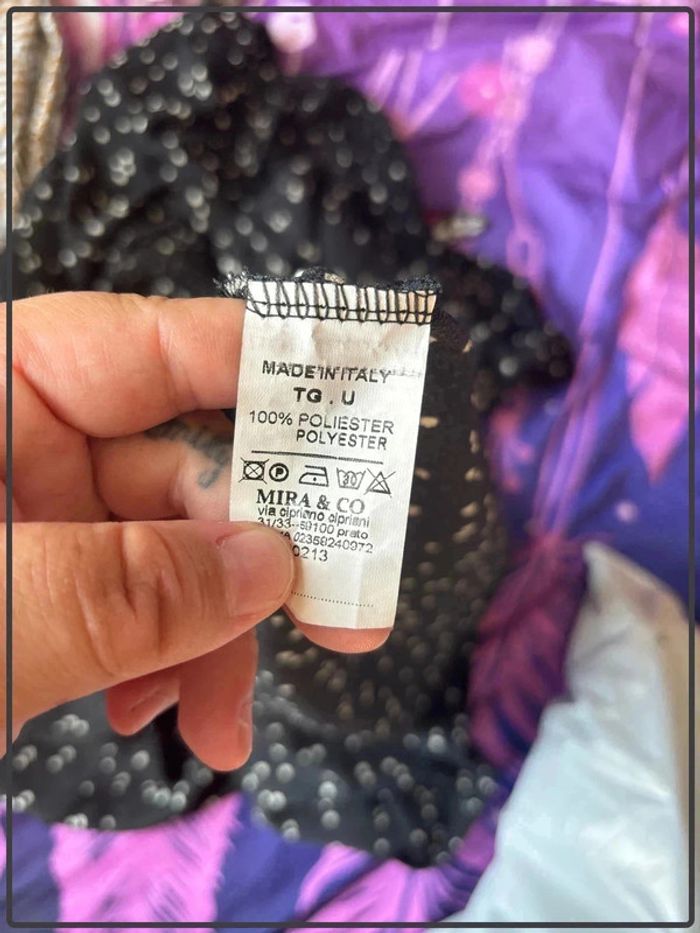 MADE IN ITALY
TG . U
100% POLIESTER
POLYESTER
MIRA & CO
via cipriano cipriani
31/33--59100 prato
02358240972
0213